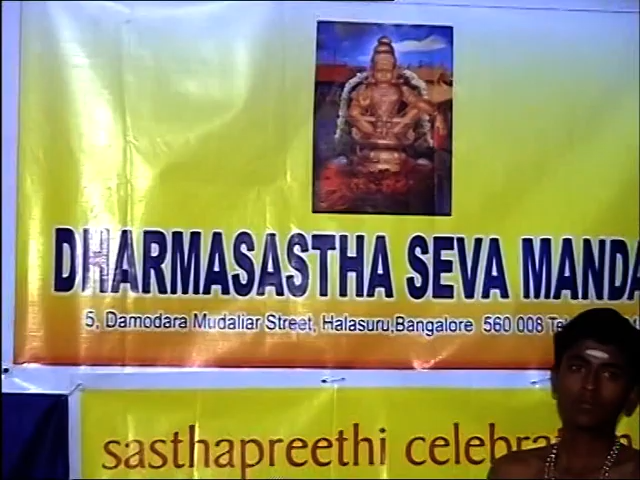 DHARMASASTHA SEVA MANDA
5, Damodara Mudaliar Street, Halasuru,Bangalore 560 008
sasthapreethi celebra